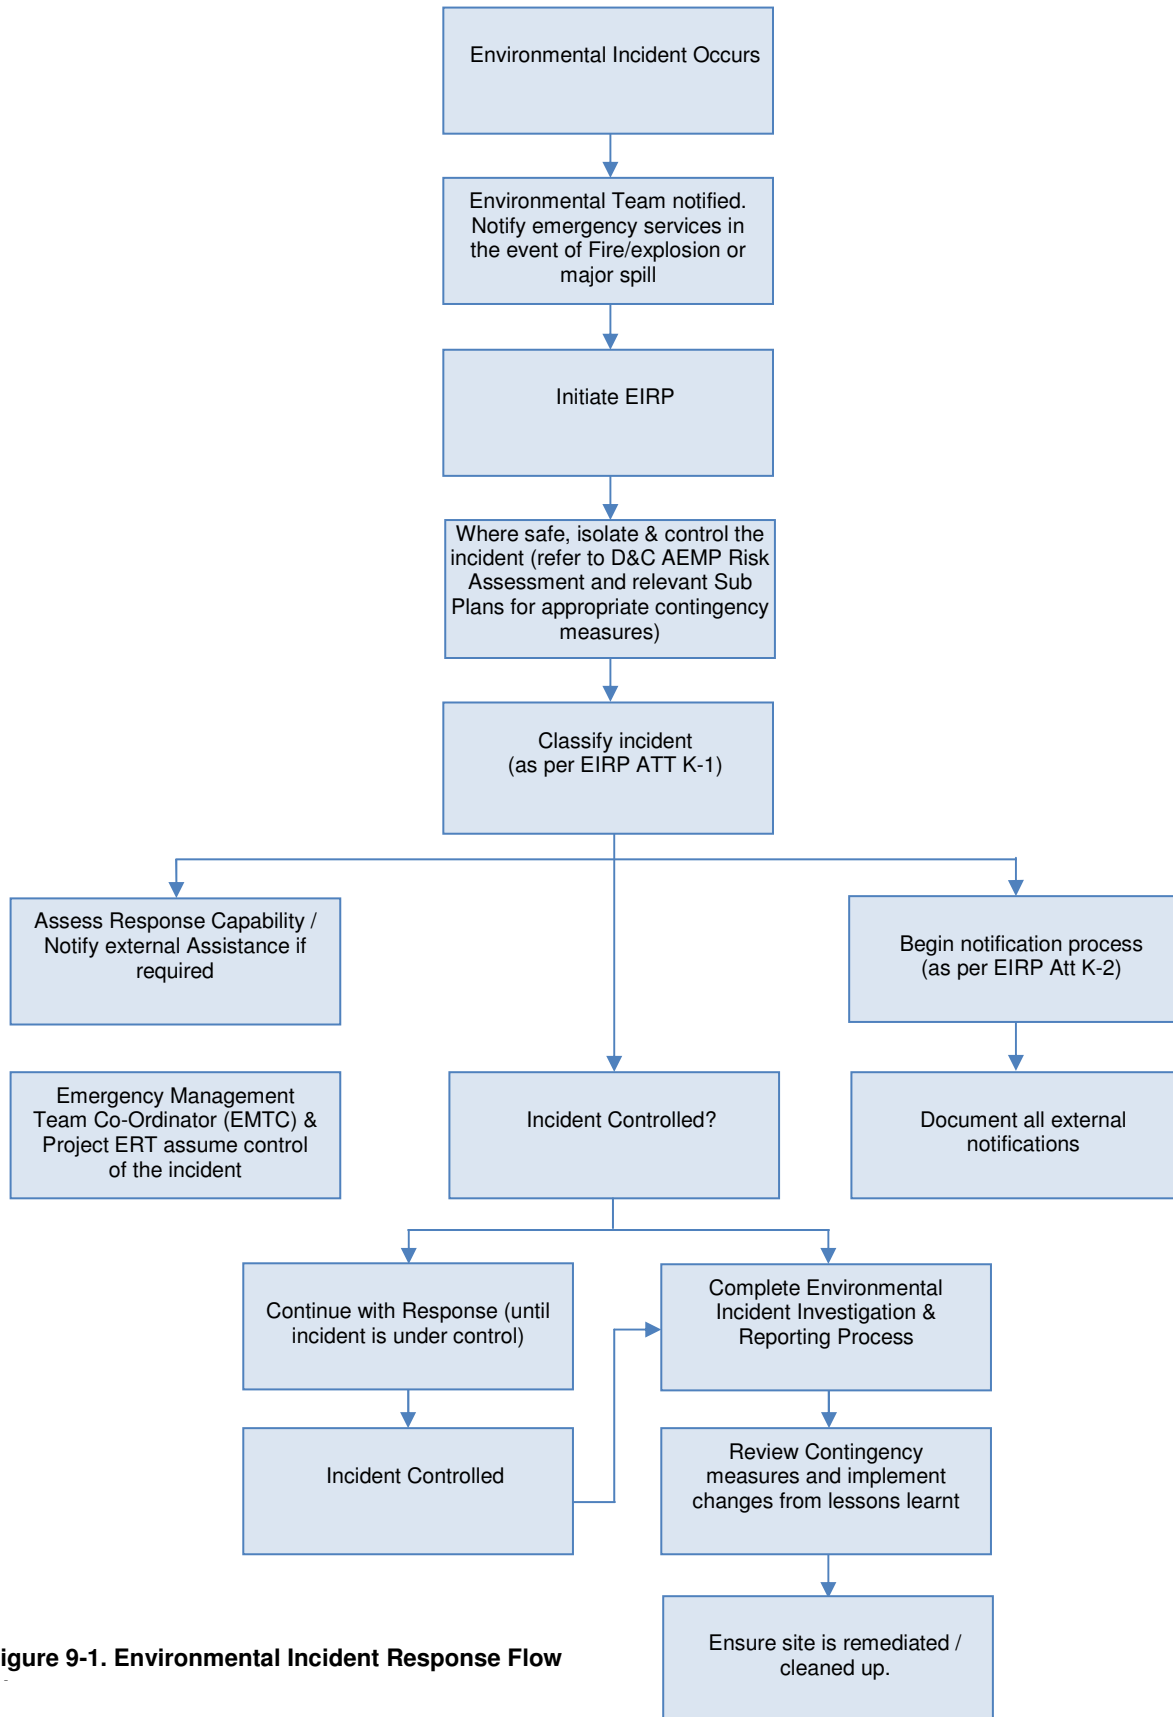 Environmental Incident Occurs
Environmental Team notified.
Notify emergency services in
the event of Fire/explosion or
major spill
Initiate EIRP
Where safe, isolate & control the
incident (refer to D&C AEMP Risk
Assessment and relevant Sub
Plans for appropriate contingency
measures)
Classify incident
(as per EIRP ATT K-1)
Assess Response Capability /
Notify external Assistance if
required
Begin notification process
(as per EIRP Att K-2)
Emergency Management
Team Co-Ordinator (EMTC) &
Project ERT assume control
of the incident
Incident Controlled?
Document all external
notifications
Continue with Response (until
incident is under control)
Complete Environmental
Incident Investigation &
Reporting Process
Incident Controlled
Review Contingency
measures and implement
changes from lessons learnt
Ensure site is remediated /
cleaned up.
igure 9-1. Environmental Incident Response Flow